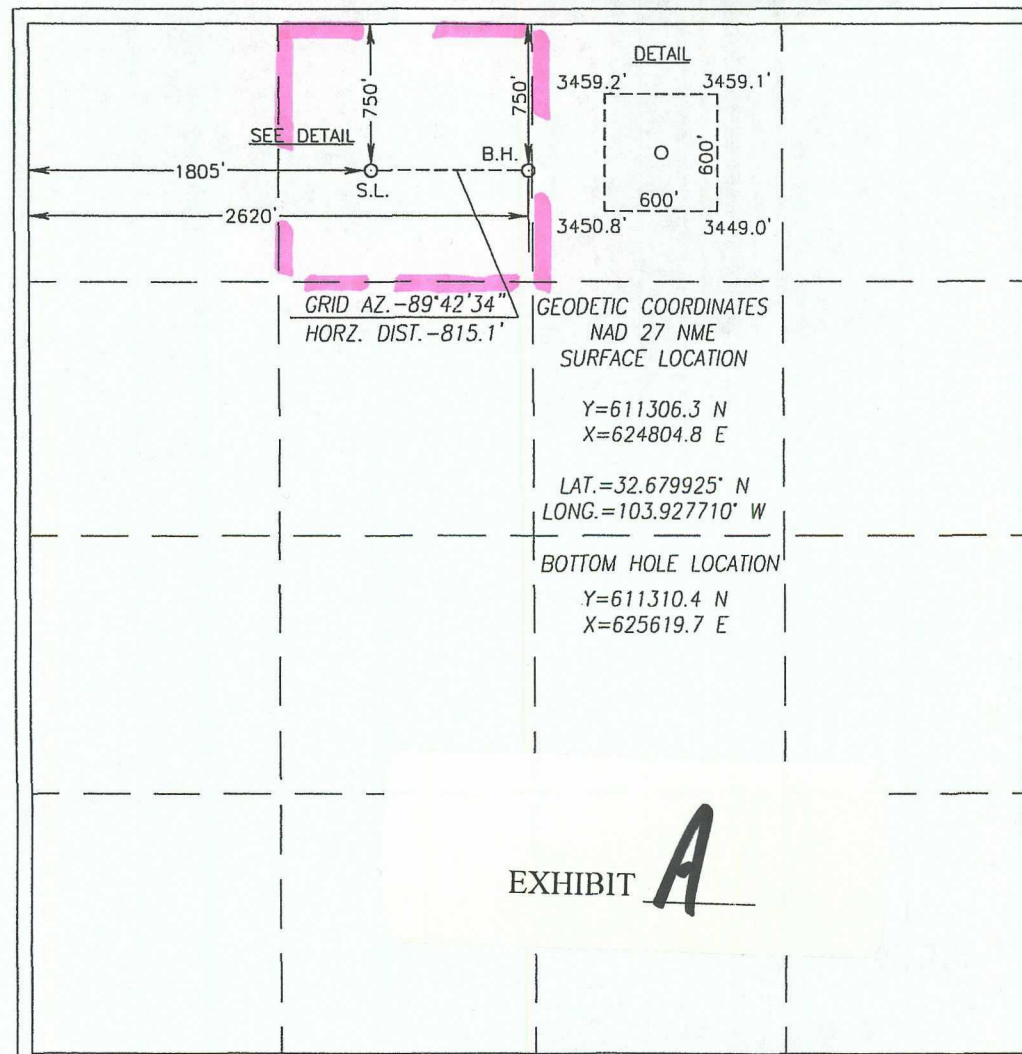 DETAIL
3459.2' 3459.1'
750' 750'
SEE DETAIL
B.H.
600'
1805'
S.L.
600'
2620'
3450.8' 3449.0'
GRID AZ.-89°42'34"
HORZ. DIST.-815.1'
GEODETIC COORDINATES
NAD 27 NME
SURFACE LOCATION
Y=611306.3 N
X=624804.8 E
LAT.=32.679925° N
LONG.=103.927710° W
BOTTOM HOLE LOCATION
Y=611310.4 N
X=625619.7 E
EXHIBIT A